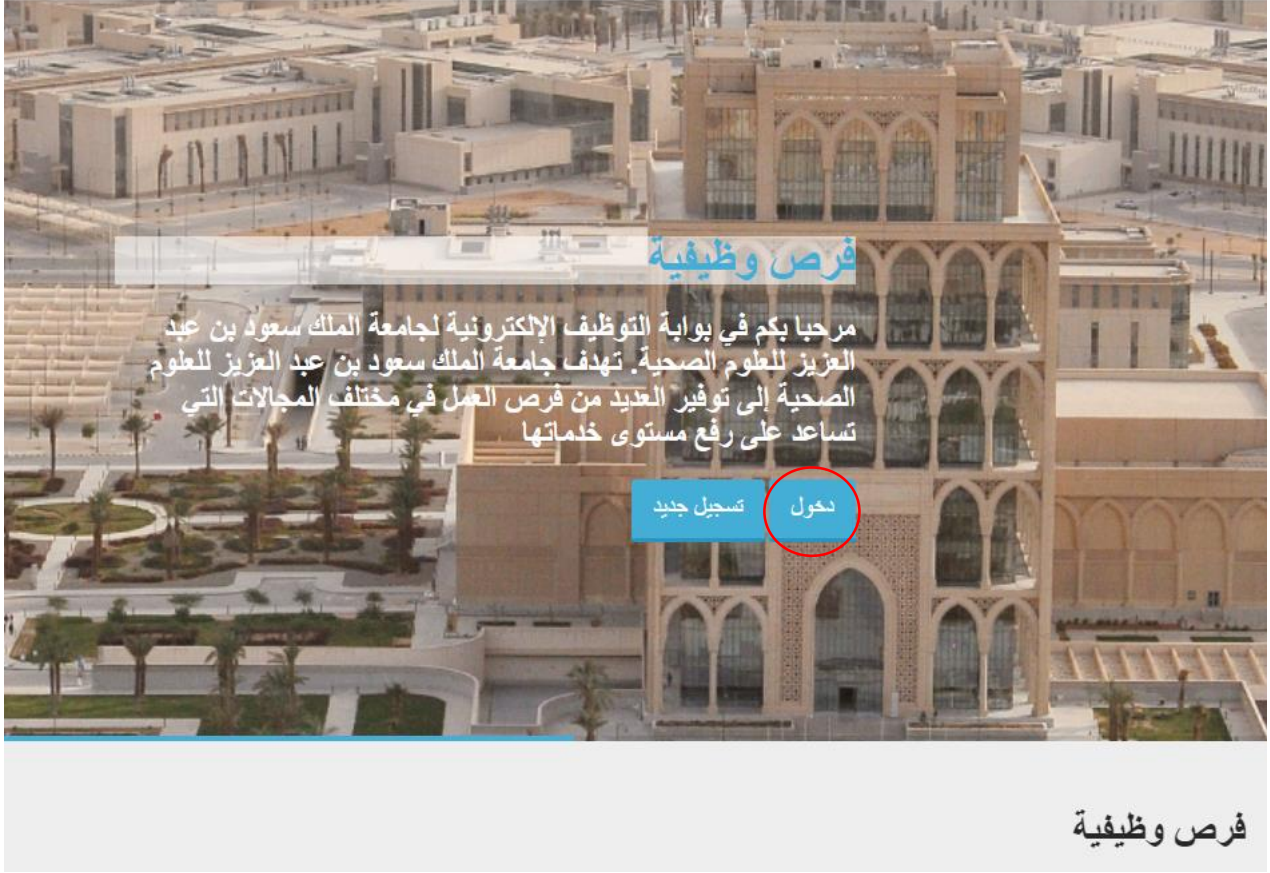 فرص وظيفية
مرحبا بكم في بوابة التوظيف الإلكترونية لجامعة الملك سعود بن عبد
العزيز للعلوم الصحية. تهدف جامعة الملك سعود بن عبد العزيز للعلوم
الصحية إلى توفير العديد من فرص العمل في مختلف المجالات التي
تساعد على رفع مستوى خدماتها
دخول تسجيل جديد
فرص وظيفية